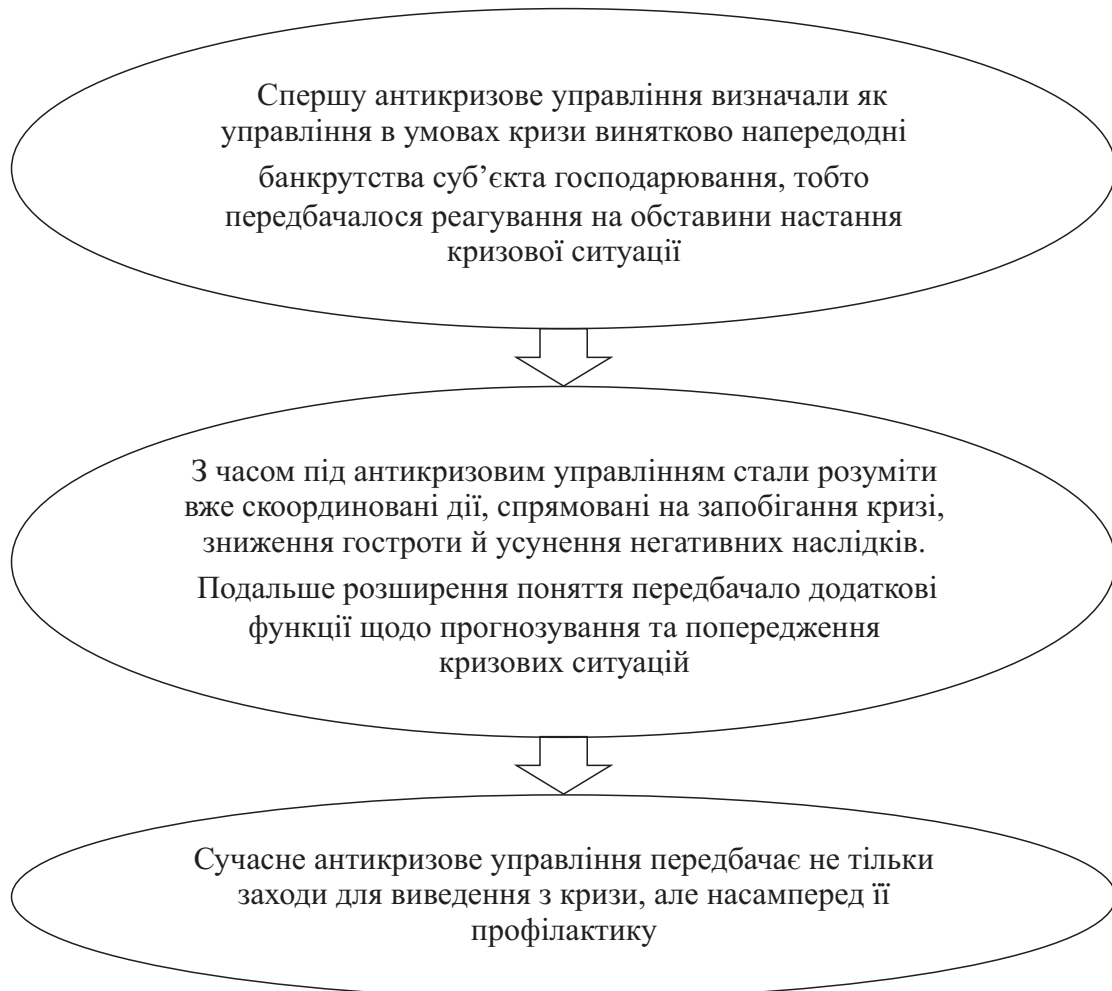 Спершу антикризове управління визначали як
управління в умовах кризи винятково напередодні
банкрутства суб’єкта господарювання, тобто
передбачалося реагування на обставини настання
кризової ситуації
З часом під антикризовим управлінням стали розуміти
вже скоординовані дії, спрямовані на запобігання кризі,
зниження гостроти й усунення негативних наслідків.
Подальше розширення поняття передбачало додаткові
функції щодо прогнозування та попередження
кризових ситуацій
Сучасне антикризове управління передбачає не тільки
заходи для виведення з кризи, але насамперед її
профілактику